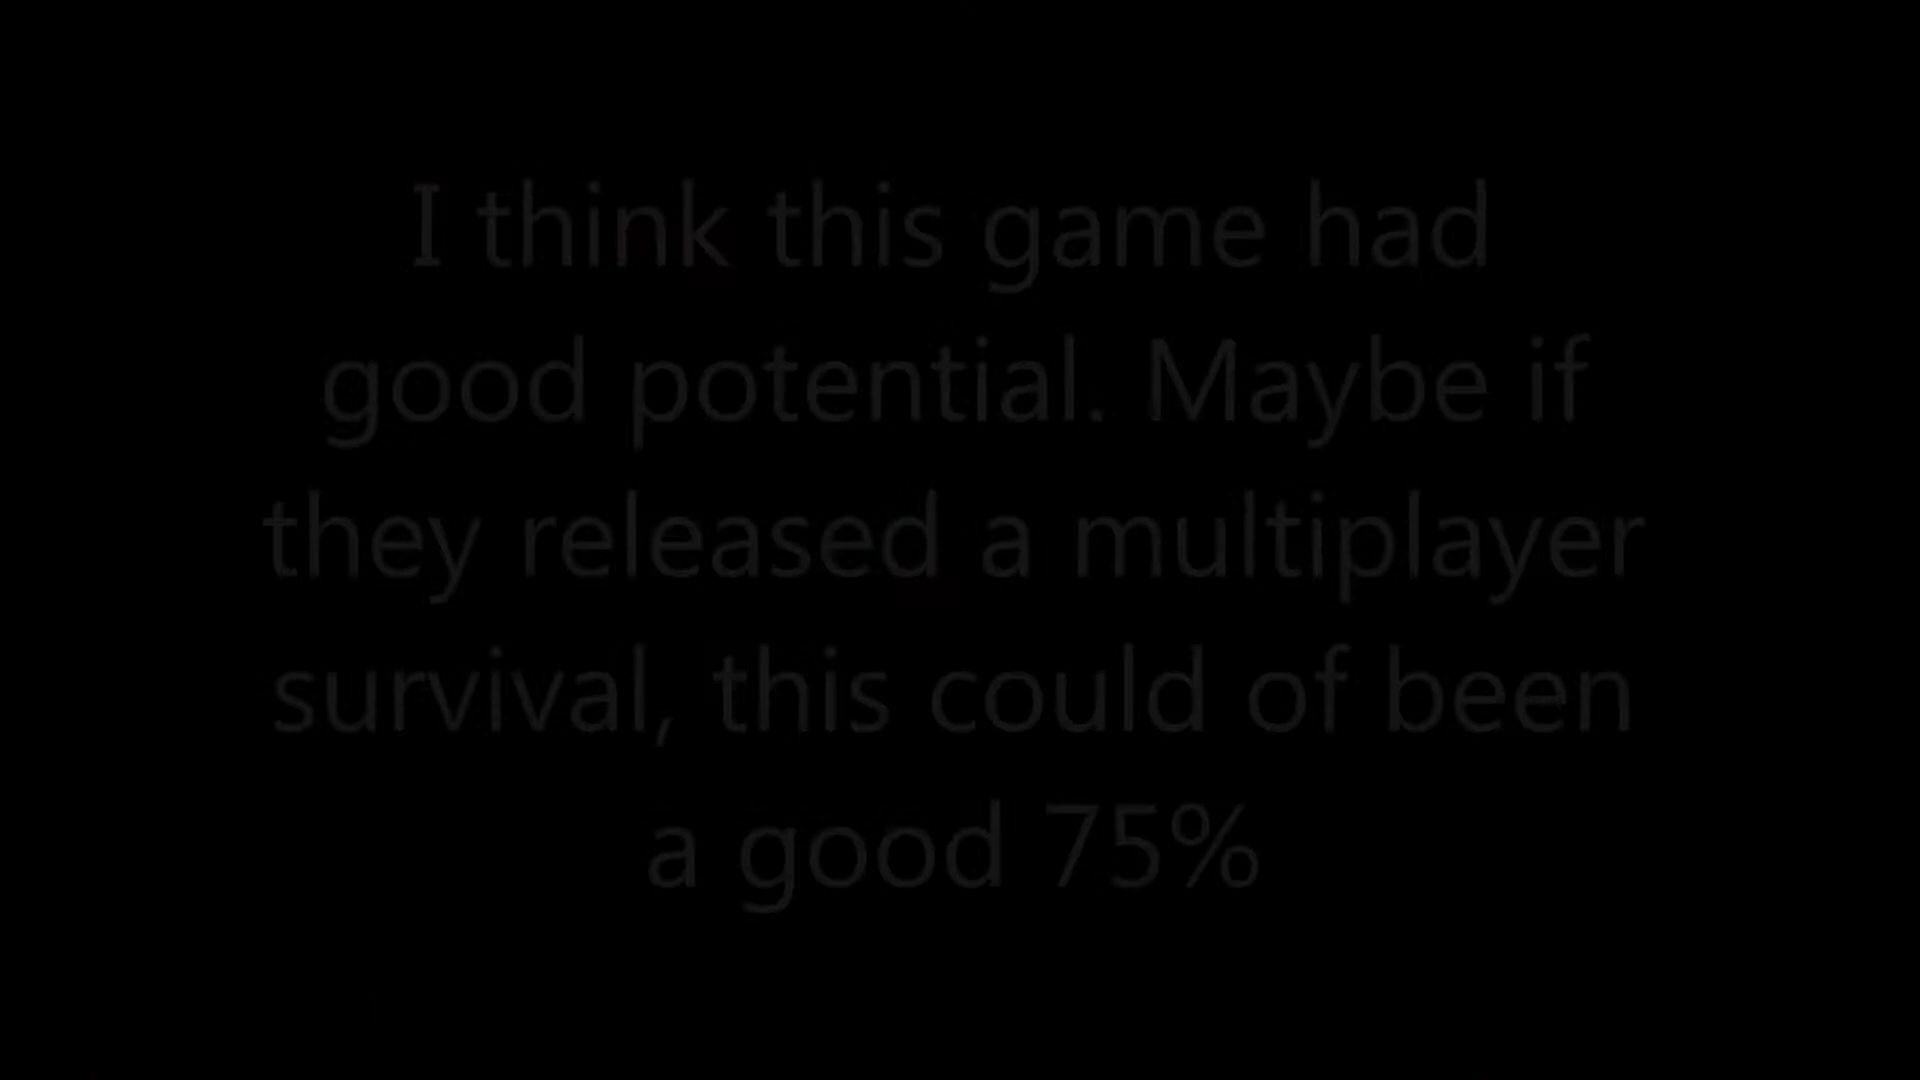 I think this game had
good potential. Maybe if
they released a multiplayer
survival, this could of been
a good 75%